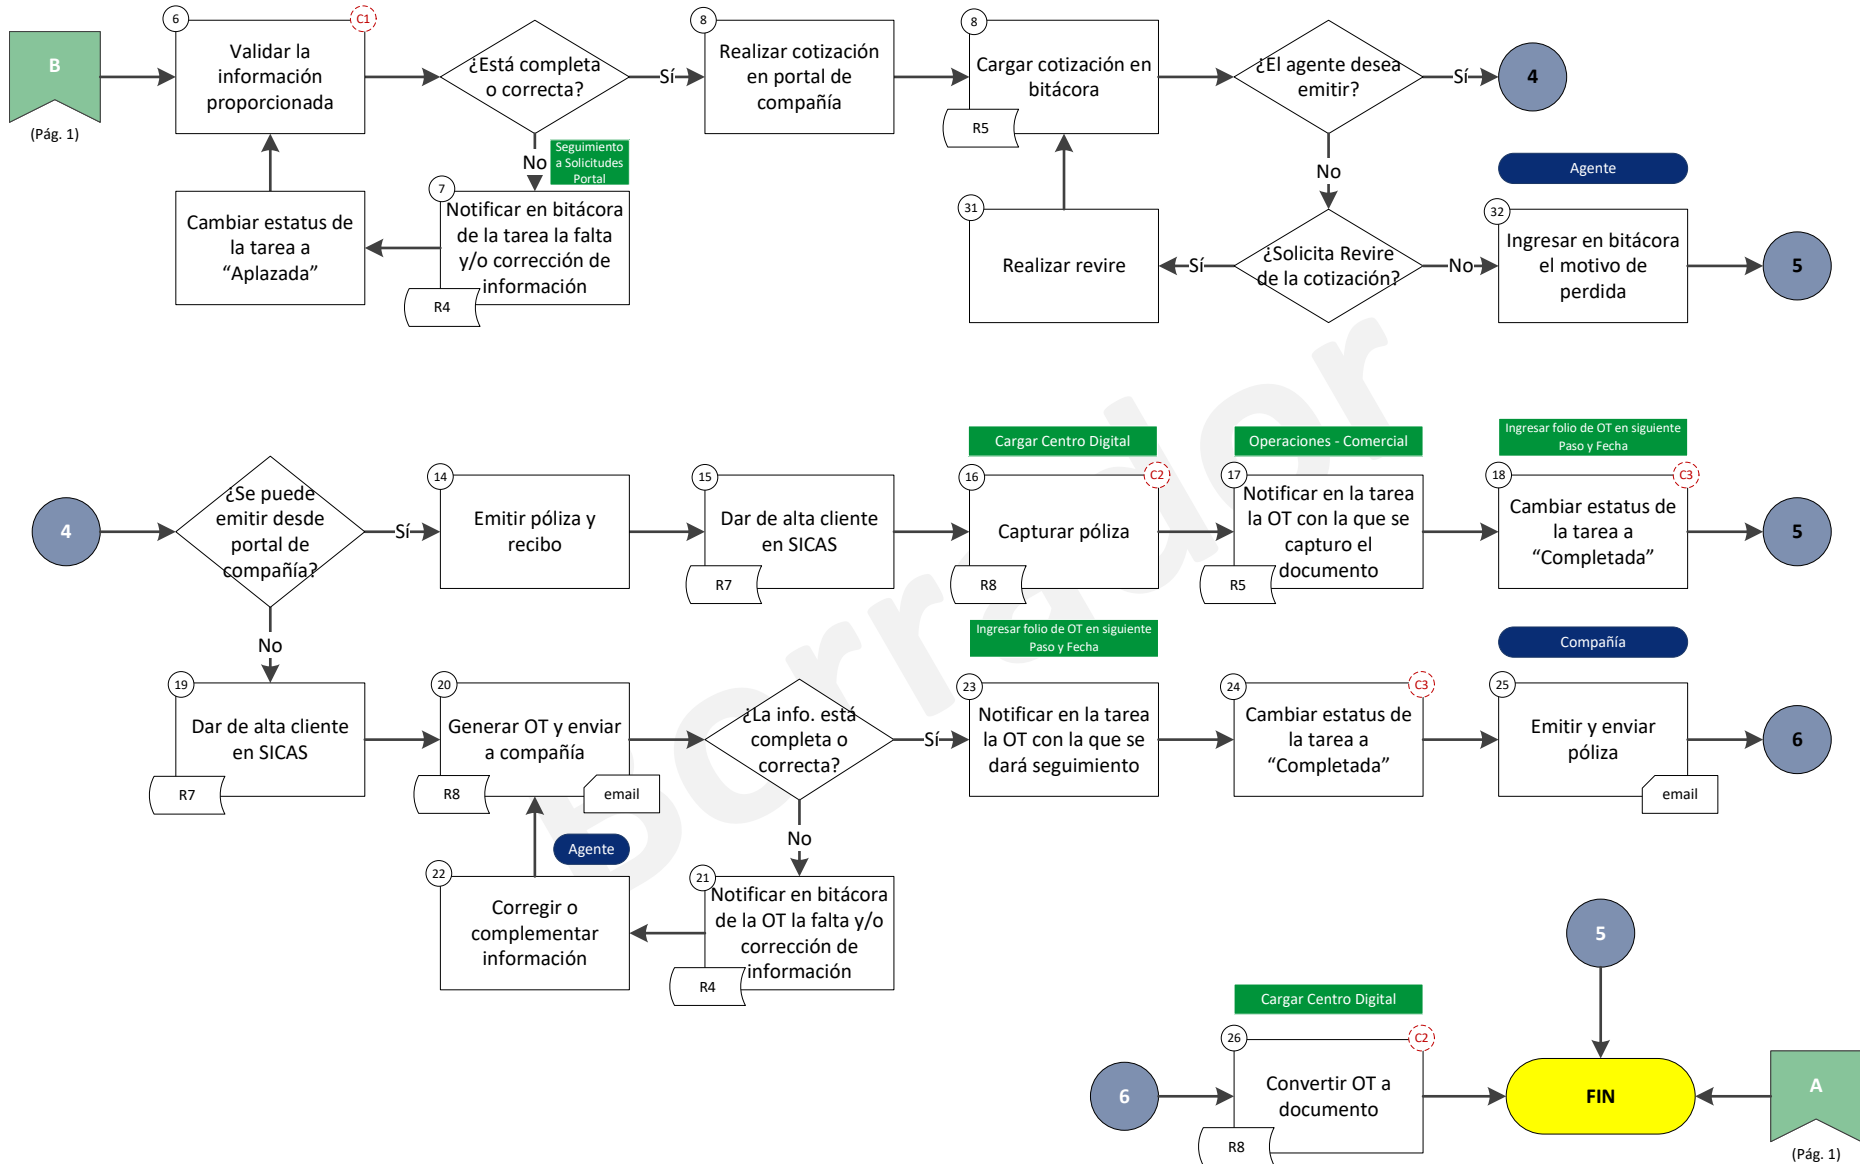 B
(Pág. 1)
6
C1
Validar la
información
proporcionada
¿Está completa
o correcta?
Sí
8
Realizar cotización
en portal de
compañía
8
Cargar cotización en
bitácora
R5
¿El agente desea
emitir?
Sí
4
No
Seguimiento
a Solicitudes
Portal
7
Notificar en bitácora
de la tarea la falta
y/o corrección de
información
R4
Cambiar estatus de
la tarea a
“Aplazada”
No
31
Realizar revire
Sí
¿Solicita Revire
de la cotización?
No
Agente
32
Ingresar en bitácora
el motivo de
perdida
5
Borrador
4
¿Se puede
emitir desde
portal de
compañía?
Sí
14
Emitir póliza y
recibo
15
Dar de alta cliente
en SICAS
R7
Cargar Centro Digital
16
C2
Capturar póliza
R8
Operaciones - Comercial
17
Notificar en la tarea
la OT con la que se
capturo el
documento
R5
Ingresar folio de OT en siguiente
Paso y Fecha
18
C3
Cambiar estatus de
la tarea a
“Completada”
5
No
19
Dar de alta cliente
en SICAS
R7
20
Generar OT y enviar
a compañía
R8
email
¿La info. está
completa o
correcta?
Sí
Ingresar folio de OT en siguiente
Paso y Fecha
23
Notificar en la tarea
la OT con la que se
dará seguimiento
24
C3
Cambiar estatus de
la tarea a
“Completada”
Compañía
25
Emitir y enviar
póliza
email
6
No
Agente
22
Corregir o
complementar
información
21
Notificar en bitácora
de la OT la falta y/o
corrección de
información
R4
5
Cargar Centro Digital
6
26
C2
Convertir OT a
documento
R8
FIN
A
(Pág. 1)